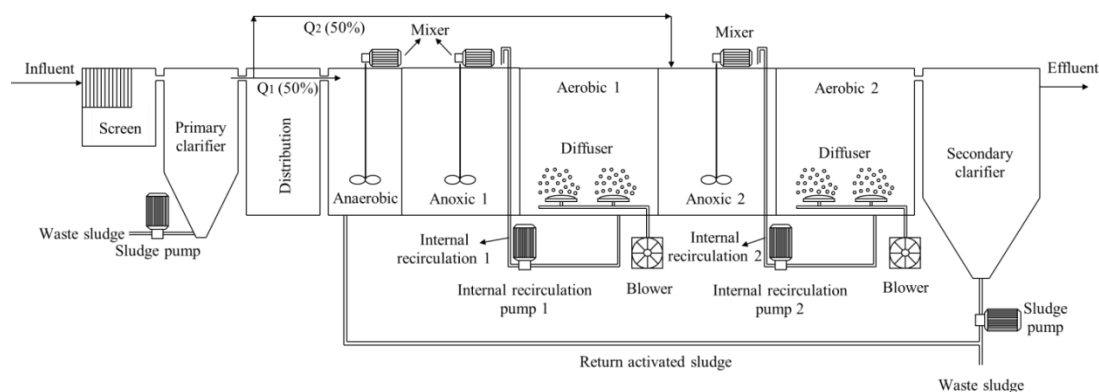 Q2 (50%)
Mixer
Mixer
Influent
Effluent
Q1 (50%)
Aerobic 1
Aerobic 2
Screen
Primary
clarifier
Distribution
Diffuser
Diffuser
Secondary
clarifier
Anaerobic
Anoxic 1
Anoxic 2
Waste sludge
Sludge pump
Internal
recirculation 1
Internal
recirculation 2
Internal recirculation
pump 1
Blower
Internal recirculation
pump 2
Blower
Sludge
pump
Return activated sludge
Waste sludge